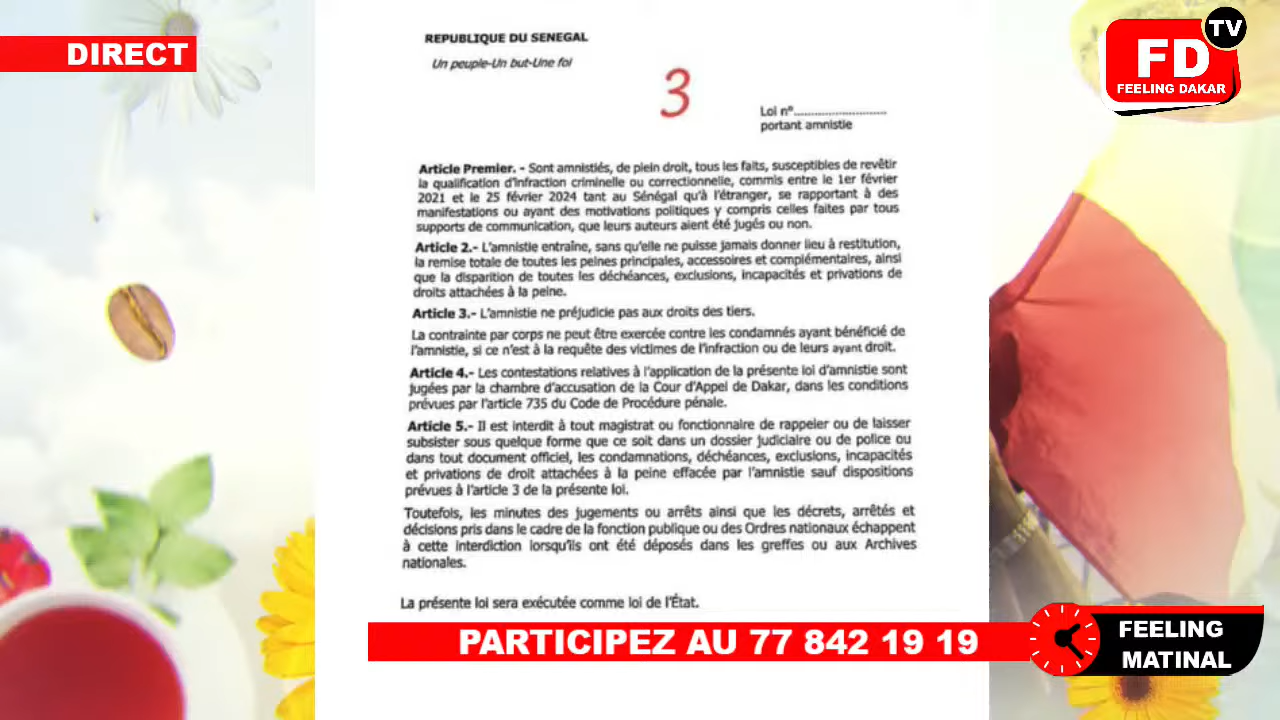 DIRECT
TV
FD
FEELING DAKAR
REPUBLIQUE DU SENEGAL
Un peuple-Un but-Une foi
3
Loi n°..........................
portant amnistie
Article Premier. - Sont amnistiés, de plein droit, tous les faits, susceptibles de revêtir
la qualification d'infraction criminelle ou correctionnelle, commis entre le 1er février
2021 et le 25 février 2024 tant au Sénégal qu'à l'étranger, se rapportant à des
manifestations ou ayant des motivations politiques y compris celles faites par tous
supports de communication, que leurs auteurs aient été jugés ou non.
Article 2.- L'amnistie entraîne, sans qu'elle ne puisse jamais donner lieu à restitution,
la remise totale de toutes les peines principales, accessoires et complémentaires, ainsi
que la disparition de toutes les déchéances, exclusions, incapacités et privations de
droits attachées à la peine.
Article 3.- L'amnistie ne préjudicie pas aux droits des tiers.
La contrainte par corps ne peut être exercée contre les condamnés ayant bénéficié de
l'amnistie, si ce n'est à la requête des victimes de l'infraction ou de leurs ayant droit.
Article 4.- Les contestations relatives à l'application de la présente loi d'amnistie sont
jugées par la chambre d'accusation de la Cour d'Appel de Dakar, dans les conditions
prévues par l'article 735 du Code de Procédure pénale.
Article 5.- Il est interdit à tout magistrat ou fonctionnaire de rappeler ou de laisser
subsister sous quelque forme que ce soit dans un dossier judiciaire ou de police ou
dans tout document officiel, les condamnations, déchéances, exclusions, incapacités
et privations de droit attachées à la peine effacée par l'amnistie sauf dispositions
prévues à l'article 3 de la présente loi.
Toutefois, les minutes des jugements ou arrêts ainsi que les décrets, arrêtés et
décisions pris dans le cadre de la fonction publique ou des Ordres nationaux échappent
à cette interdiction lorsqu'ils ont été déposés dans les greffes ou aux Archives
nationales.
La présente loi sera exécutée comme loi de l'État.
PARTICIPEZ AU 77 842 19 19
FEELING
MATINAL